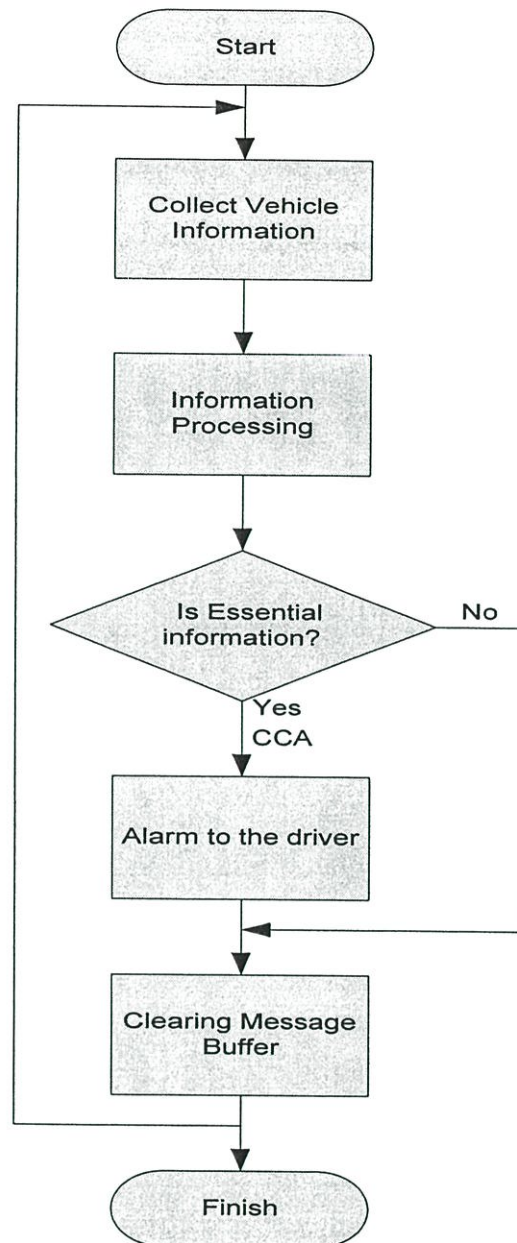 Start
Collect Vehicle
Information
Information
Processing
Is Essential
information?
No
Yes
CCA
Alarm to the driver
Clearing Message
Buffer
Finish